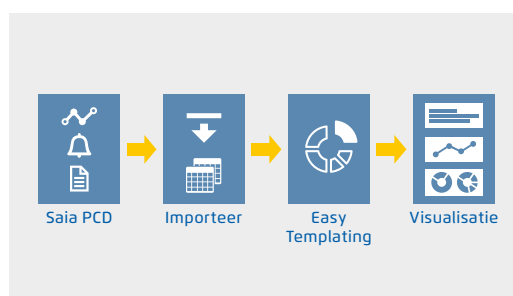 Saia PCD
Importeer
Easy
Templating
Visualisatie